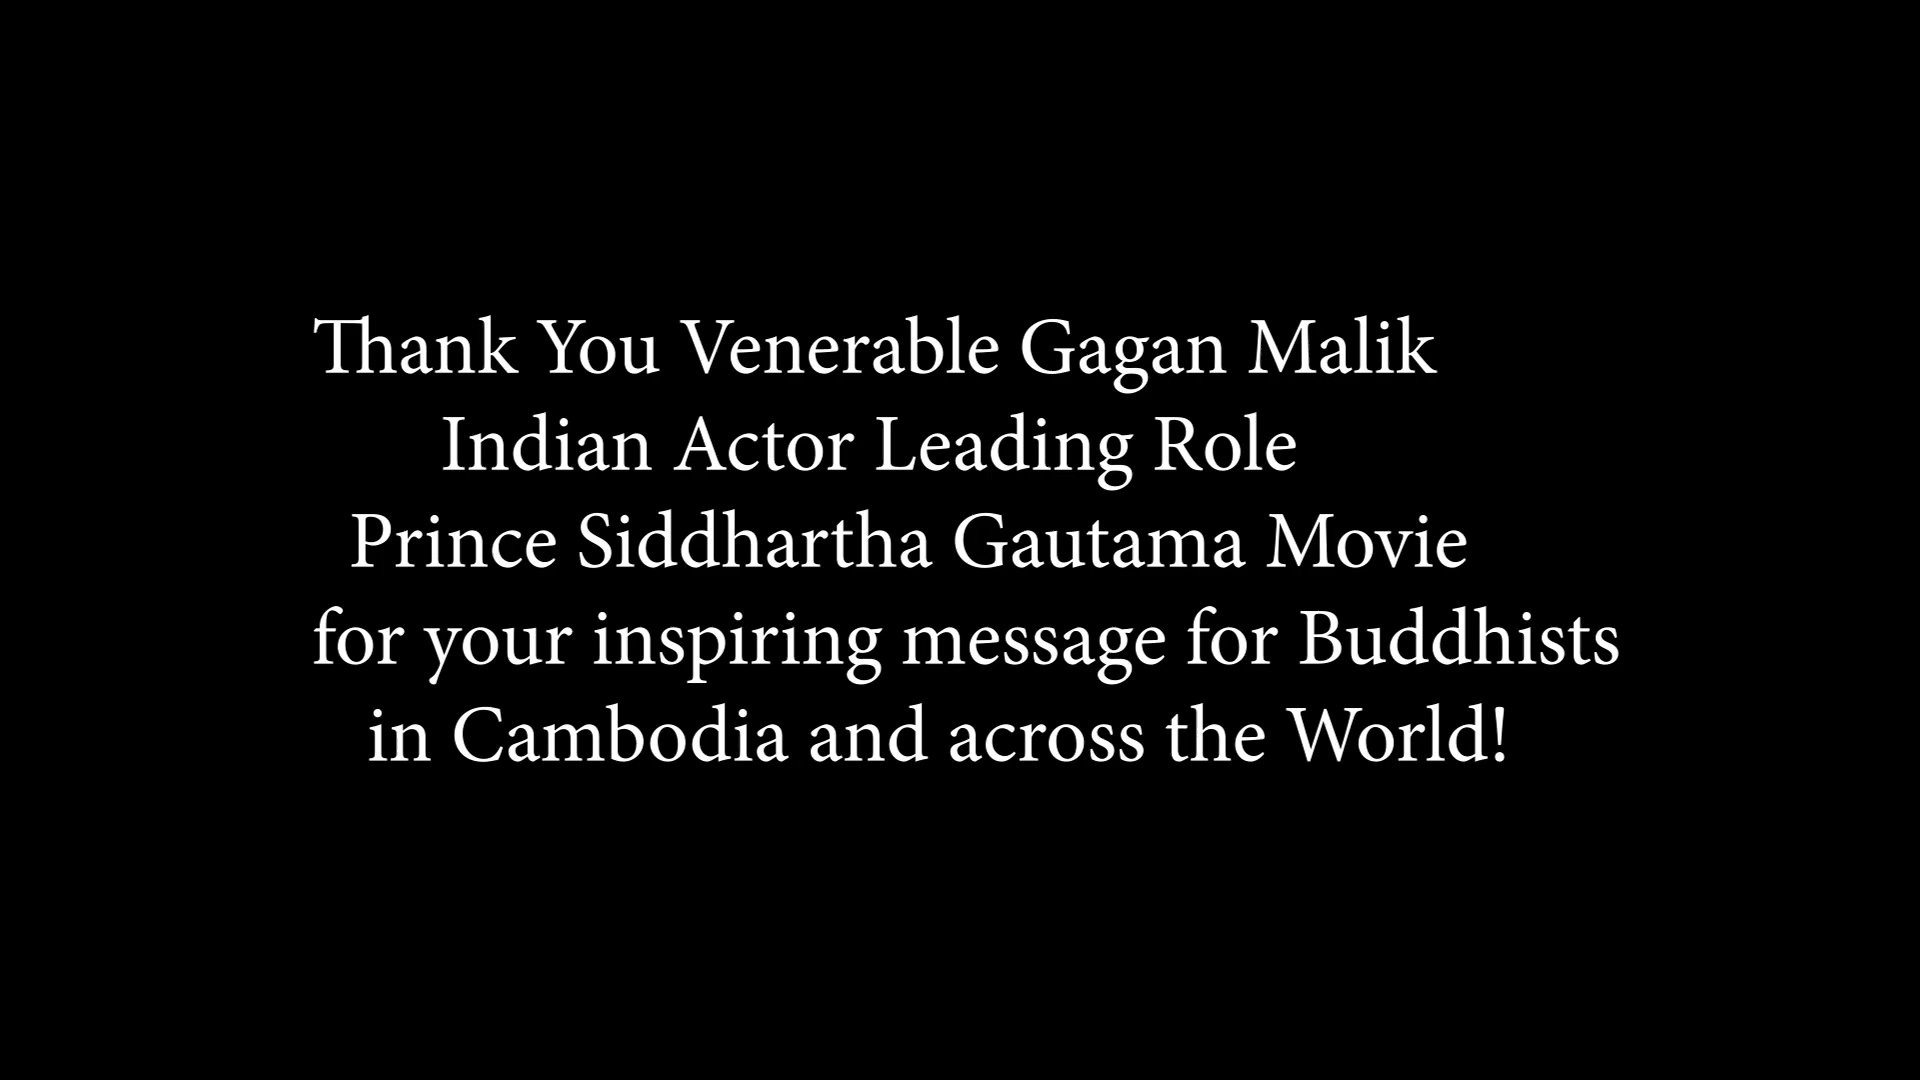 Thank You Venerable Gagan Malik
Indian Actor Leading Role
Prince Siddhartha Gautama Movie
for your inspiring message for Buddhists
in Cambodia and across the World!